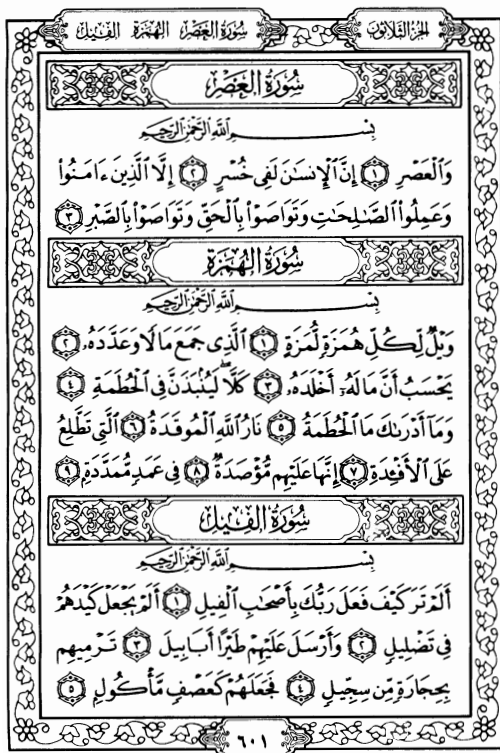 الجزء الثلاثون سورة العصر الهمزة الفيل
سُورَةُ العَصْرِ
بِسْمِ ٱللَّهِ ٱلرَّحْمَٰنِ ٱلرَّحِيمِ
وَٱلْعَصْرِ ١ إِنَّ ٱلْإِنسَٰنَ لَفِى خُسْرٍ ٢ إِلَّا ٱلَّذِينَ ءَامَنُوا۟
وَعَمِلُوا۟ ٱلصَّٰلِحَٰتِ وَتَوَاصَوْا۟ بِٱلْحَقِّ وَتَوَاصَوْا۟ بِٱلصَّبْرِ ٣
سُورَةُ الهُمَزَةِ
بِسْمِ ٱللَّهِ ٱلرَّحْمَٰنِ ٱلرَّحِيمِ
وَيْلٌ لِّكُلِّ هُمَزَةٍ لُّمَزَةٍ ١ ٱلَّذِى جَمَعَ مَالًا وَعَدَّدَهُۥ ٢
يَحْسَبُ أَنَّ مَالَهُۥٓ أَخْلَدَهُۥ ٣ كَلَّا ۖ لَيُنۢبَذَنَّ فِى ٱلْحُطَمَةِ ٤
وَمَآ أَدْرَىٰكَ مَا ٱلْحُطَمَةُ ٥ نَارُ ٱللَّهِ ٱلْمُوقَدَةُ ٦ ٱلَّتِى تَطَّلِعُ
عَلَى ٱلْأَفْـِٔدَةِ ٧ إِنَّهَا عَلَيْهِم مُّؤْصَدَةٌ ٨ فِى عَمَدٍ مُّمَدَّدَةٍۭ ٩
سُورَةُ الفِيلِ
بِسْمِ ٱللَّهِ ٱلرَّحْمَٰنِ ٱلرَّحِيمِ
أَلَمْ تَرَ كَيْفَ فَعَلَ رَبُّكَ بِأَصْحَٰبِ ٱلْفِيلِ ١ أَلَمْ يَجْعَلْ كَيْدَهُمْ
فِى تَضْلِيلٍ ٢ وَأَرْسَلَ عَلَيْهِمْ طَيْرًا أَبَابِيلَ ٣ تَرْمِيهِم
بِحِجَارَةٍ مِّن سِجِّيلٍ ٤ فَجَعَلَهُمْ كَعَصْفٍ مَّأْكُولٍۭ ٥
٦٠١